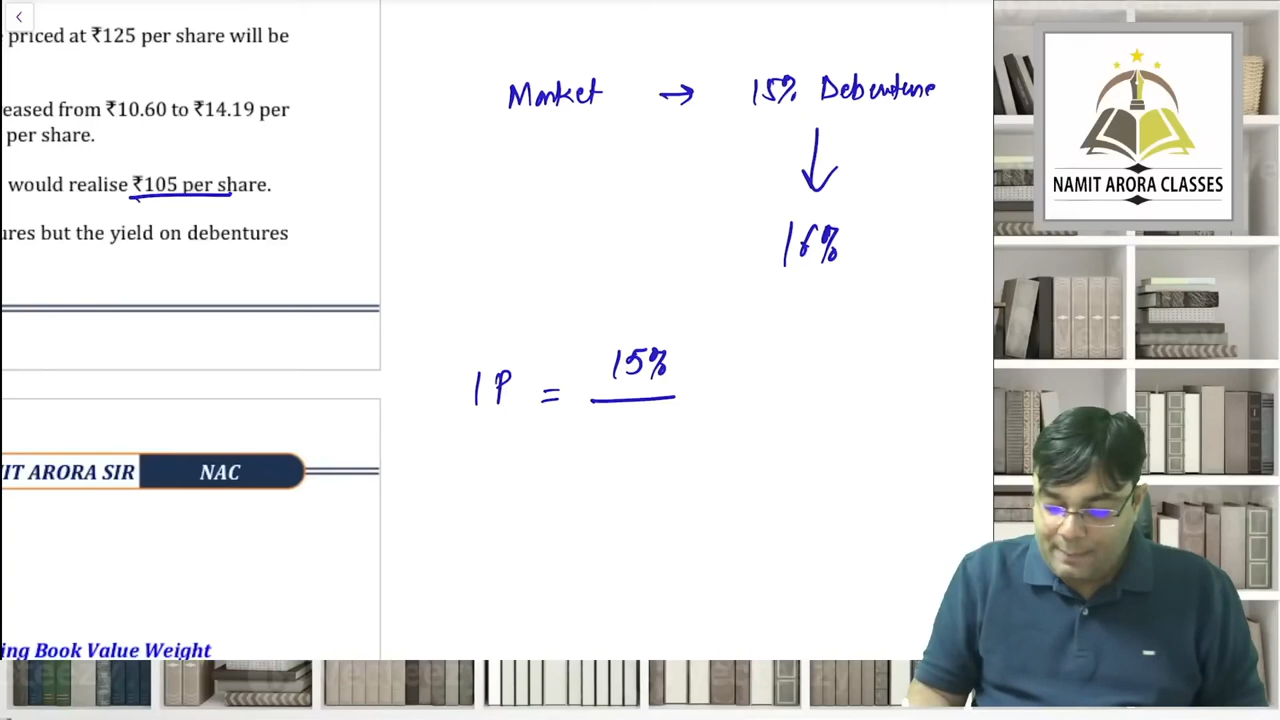 priced at ₹125 per share will be
eased from ₹10.60 to ₹14.19 per
per share.
would realise ₹105 per share.
ures but the yield on debentures
Market → 15% Debenture
16%
IP = 15%
NAMIT ARORA CLASSES
IT ARORA SIR NAC
ing Book Value Weight